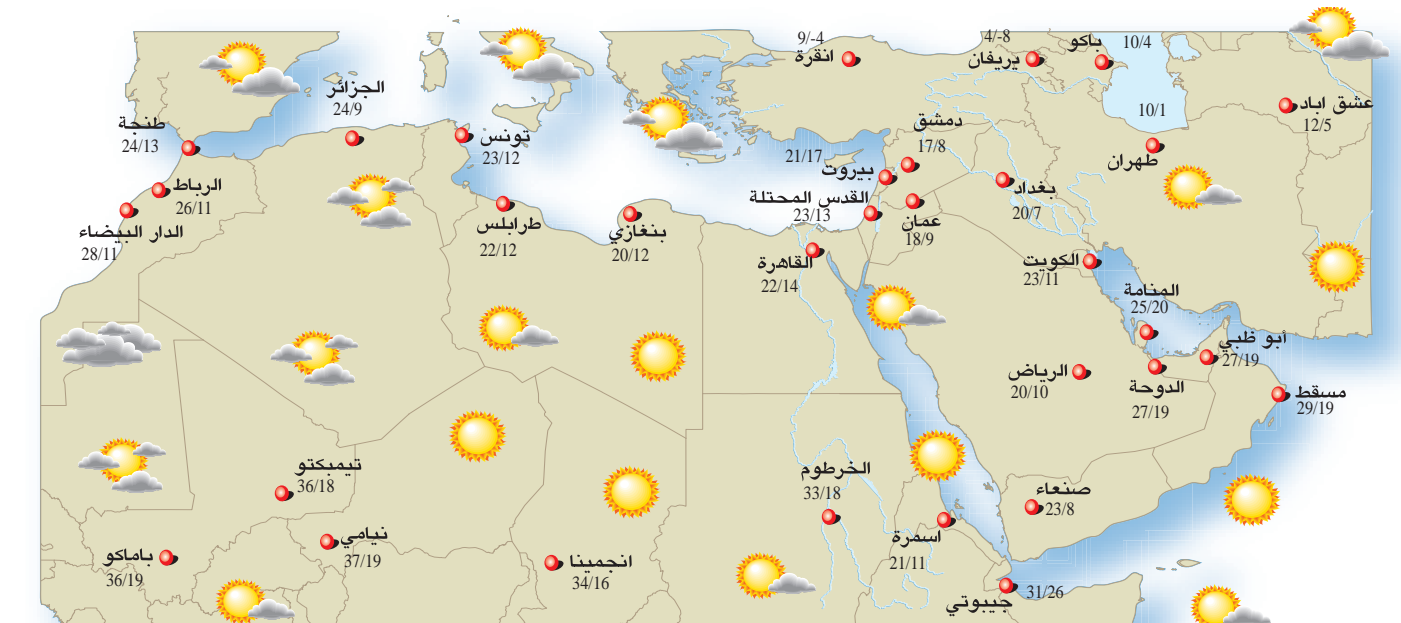 9/-4
انقرة
4/-8
يريفان
باكو
10/4
10/1
عشق اباد
12/5
طهران
الجزائر
24/9
طنجة
24/13
تونس
23/12
دمشق
17/8
21/17
بيروت
القدس المحتلة
23/13
عمان
18/9
بغداد
20/7
الرباط
26/11
الدار البيضاء
28/11
طرابلس
22/12
بنغازي
20/12
القاهرة
22/14
الكويت
23/11
المنامة
25/20
أبو ظبي
27/19
الرياض
20/10
الدوحة
27/19
مسقط
29/19
تيمبكتو
36/18
الخرطوم
33/18
صنعاء
23/8
نيامي
37/19
باماكو
36/19
انجمينا
34/16
اسمرة
21/11
31/26
جيبوتي